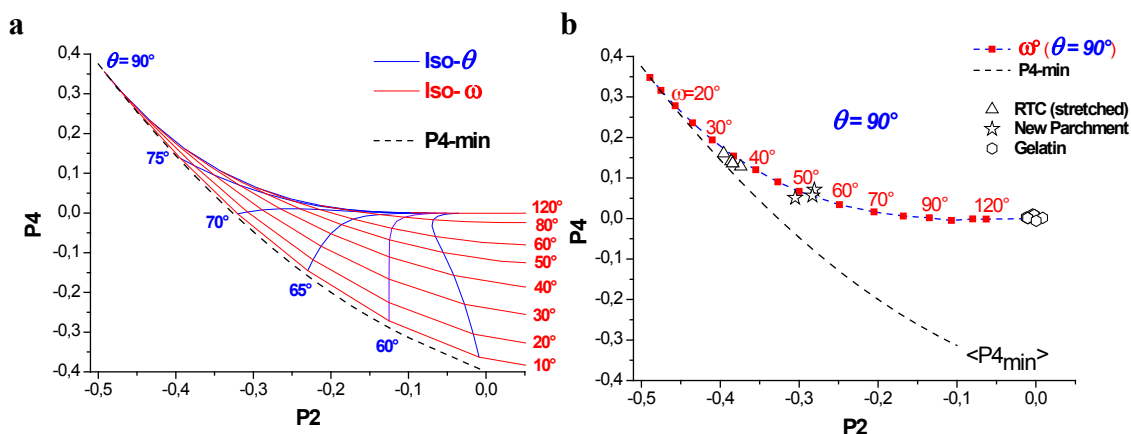 a
0,4
0,3
0,2
0,1
0,0
-0,1
-0,2
-0,3
-0,4
P4
θ = 90°
75°
70°
65°
60°
Iso-θ
Iso-ω
P4-min
120°
80°
60°
50°
40°
30°
20°
10°
-0,5 -0,4 -0,3 -0,2 -0,1 0,0
P2
b
0,4
0,3
0,2
0,1
0,0
-0,1
-0,2
-0,3
-0,4
P4
ω=20°
30°
40°
50°
60°
70°
90°
120°
θ = 90°
ω° (θ = 90°)
P4-min
RTC (stretched)
New Parchment
Gelatin
<P4min>
-0,5 -0,4 -0,3 -0,2 -0,1 0,0
P2